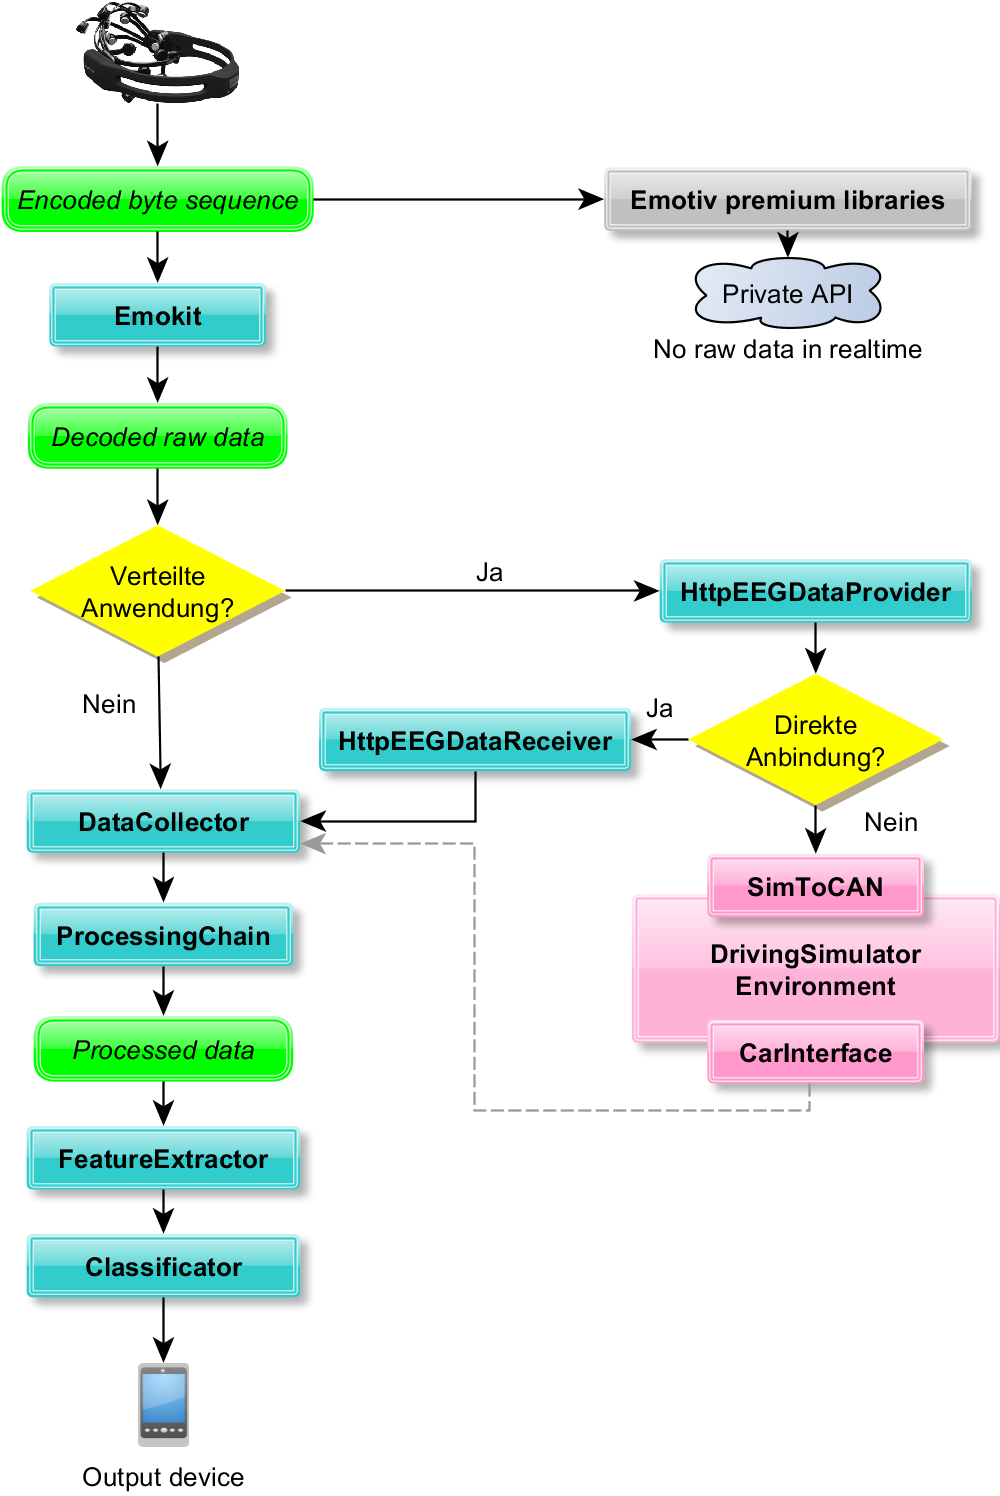 Encoded byte sequence
Emotiv premium libraries
Emokit
Private API
No raw data in realtime
Decoded raw data
Verteilte
Anwendung?
Ja
HttpEEGDataProvider
Nein
HttpEEGDataReceiver
Ja
Direkte
Anbindung?
DataCollector
Nein
SimToCAN
ProcessingChain
DrivingSimulator
Environment
Processed data
CarInterface
FeatureExtractor
Classificator
Output device